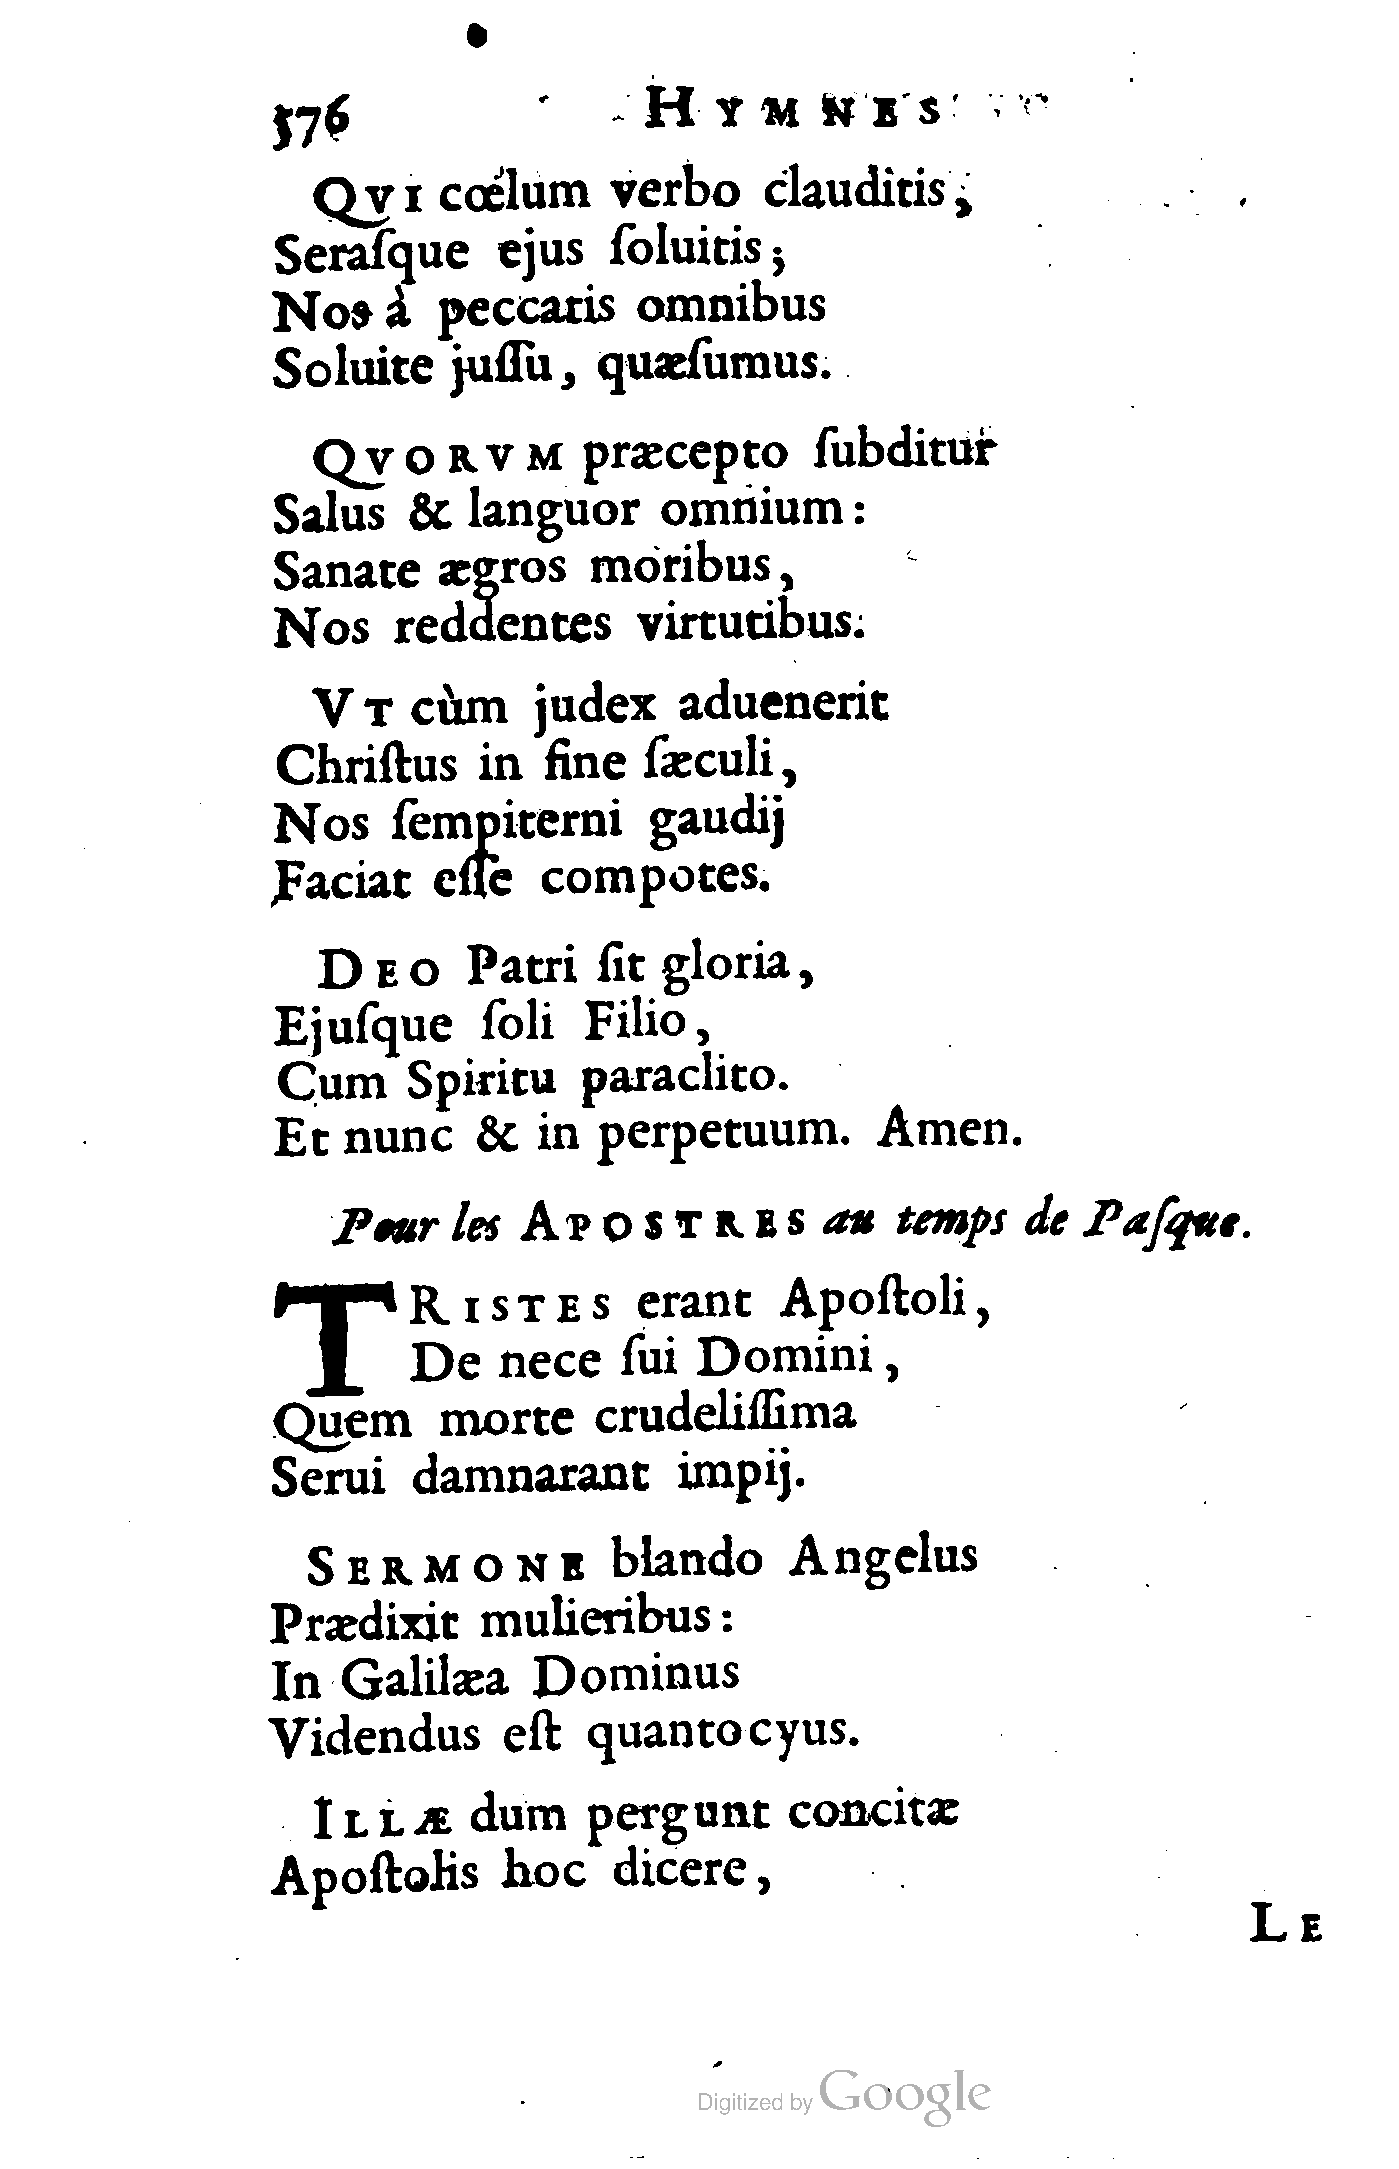 576 HYMNES
QVI cœlum verbo clauditis,
Seraſque ejus ſoluitis;
Nos à peccatis omnibus
Soluite juſſu, quæſumus.
QVORVM præcepto ſubditur
Salus & languor omnium:
Sanate ægros moribus,
Nos reddentes virtutibus.
VT cùm judex aduenerit
Chriſtus in fine ſæculi,
Nos ſempiterni gaudij
Faciat eſſe compotes.
DEO Patri ſit gloria,
Ejuſque ſoli Filio,
Cum Spiritu paraclito.
Et nunc & in perpetuum. Amen.
Pour les APOSTRES au temps de Paſque.
TRISTES erant Apoſtoli,
De nece ſui Domini,
Quem morte crudeliſſima
Serui damnarant impij.
SERMONE blando Angelus
Prædixit mulieribus:
In Galilæa Dominus
Videndus eſt quantocyus.
ILLÆ dum pergunt concitæ
Apoſtolis hoc dicere,
LE
Digitized by Google